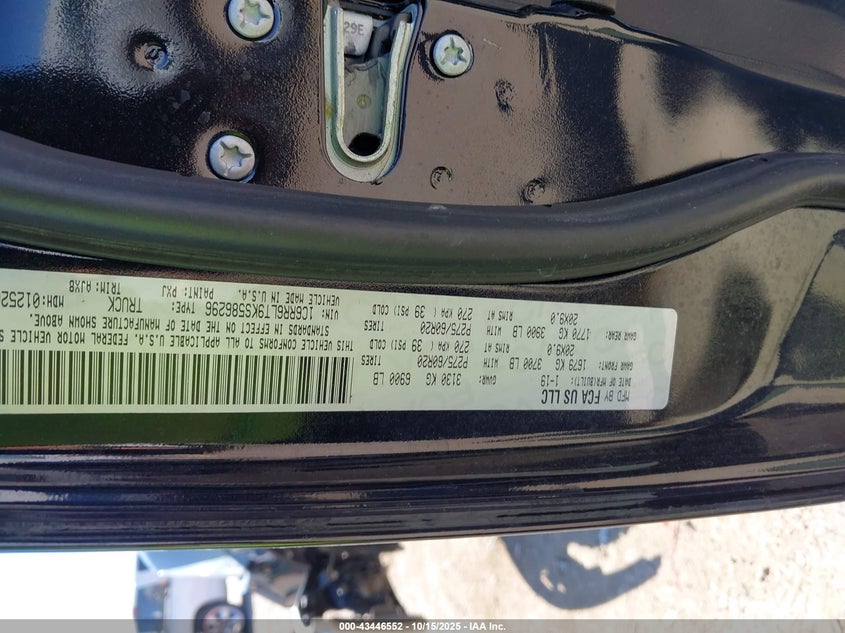 29E
MFD BY FCA US LLC
DATE OF MFR(BUILT): 1-19 GVWR: 3130 KG 6900 LB
GAWR FRONT: 1679 KG 3700 LB WITH P275/60R20 TIRES
20X9.0 RIMS AT 270 KPA ( 39 PSI) COLD
GAWR REAR: 1770 KG 3900 LB WITH P275/60R20 TIRES
20X9.0 RIMS AT 270 KPA ( 39 PSI) COLD
THIS VEHICLE CONFORMS TO ALL APPLICABLE U.S.A. FEDERAL MOTOR VEHICLE S
STANDARDS IN EFFECT ON THE DATE OF MANUFACTURE SHOWN ABOVE.
VIN: 1C6RR6LT9KS586296 TYPE: TRUCK MDH:01252
VEHICLE MADE IN U.S.A. PAINT: PXJ TRIM:AJX8
000-43446552 - 10/15/2025 - IAA Inc.